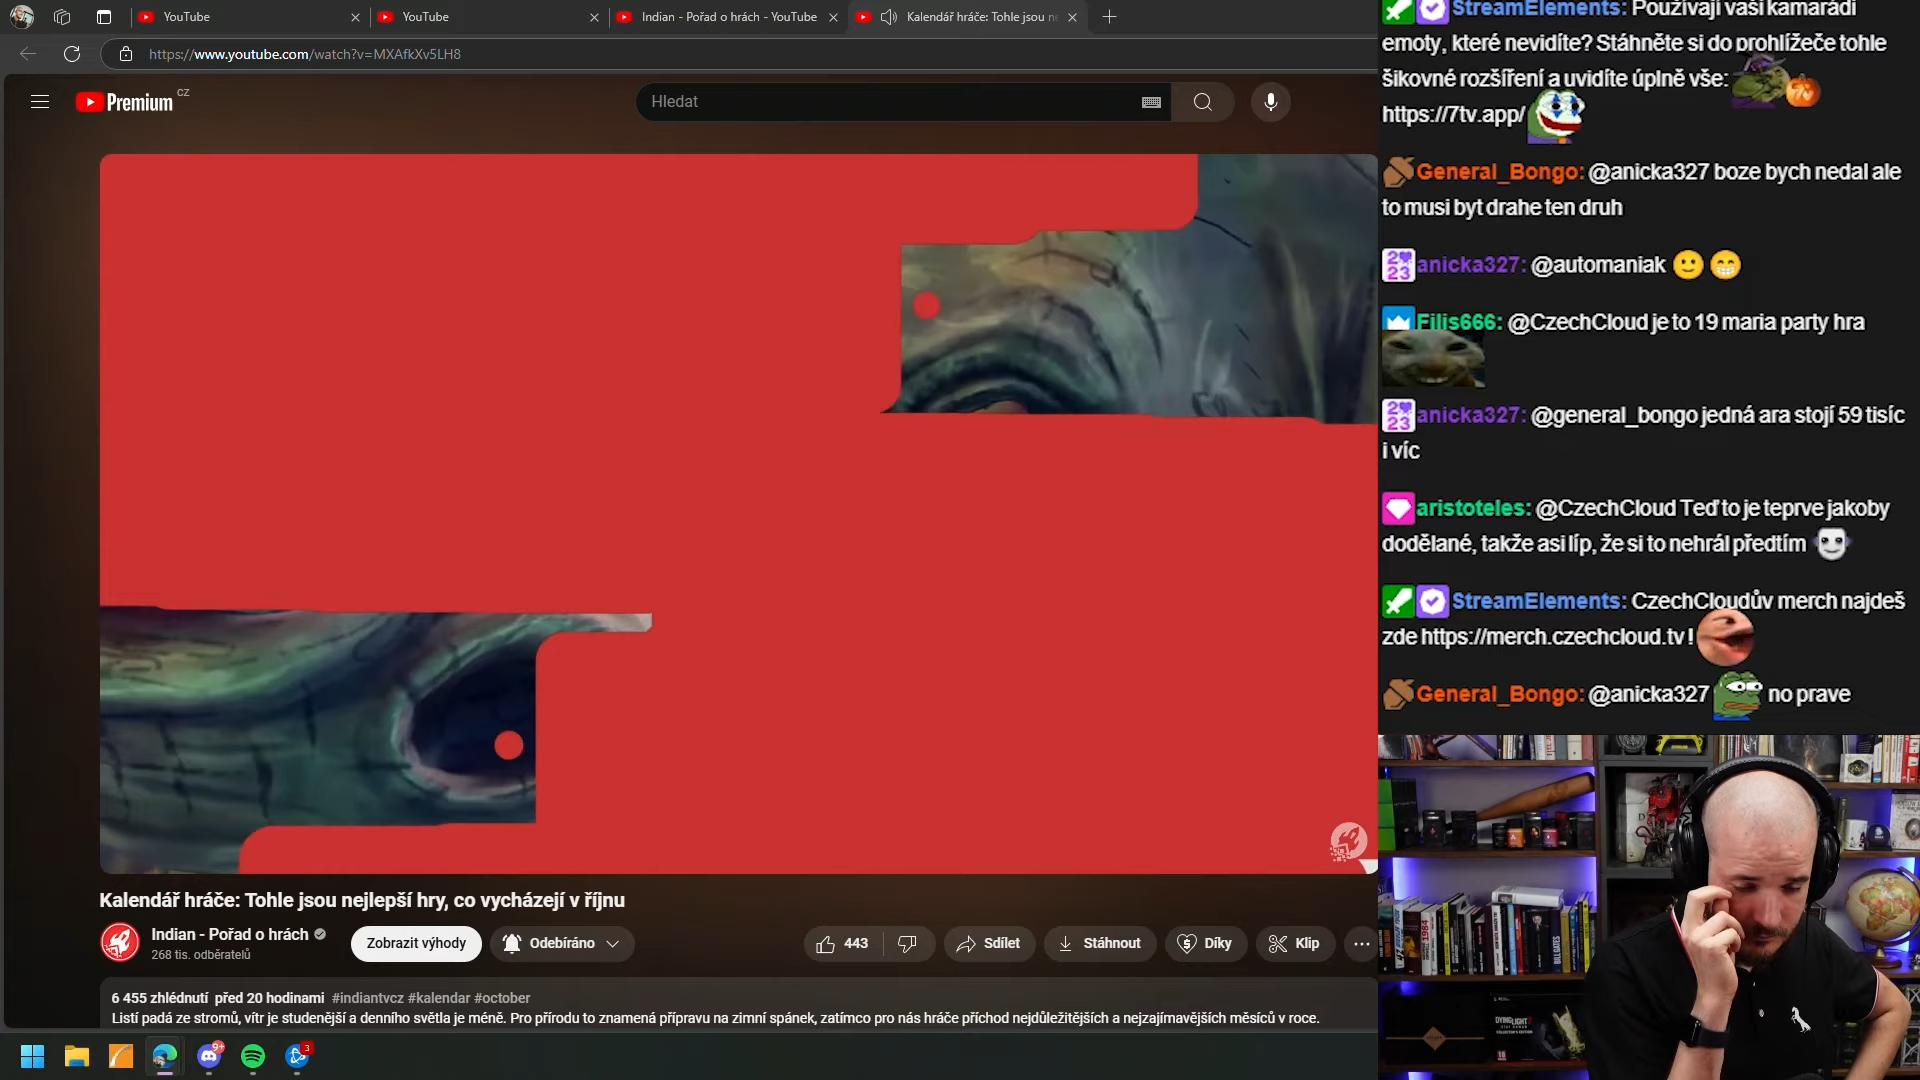 YouTube
YouTube
Indian - Pořad o hrách - YouTube
Kalendář hráče: Tohle jsou
https://www.youtube.com/watch?v=MXAfkXv5LH8
Premium CZ
Hledat
Kalendář hráče: Tohle jsou nejlepší hry, co vycházejí v říjnu
Indian - Pořad o hrách
268 tis. odběratelů
Zobrazit výhody
Odebíráno
443
Sdílet
Stáhnout
Díky
Klip
6 455 zhlédnutí před 20 hodinami #indiantvcz #kalendar #october
Listí padá ze stromů, vítr je studenější a denního světla je méně. Pro přírodu to znamená přípravu na zimní spánek, zatímco pro nás hráče příchod nejdůležitějších a nejzajímavějších měsíců v roce.
9+
3
StreamElements: Používají vaši kamarádi
emoty, které nevidíte? Stáhněte si do prohlížeče tohle
šikovné rozšíření a uvidíte úplně vše:
https://7tv.app/
General_Bongo: @anicka327 boze bych nedal ale
to musi byt drahe ten druh
anicka327: @automaniak
Filis666: @CzechCloud je to 19 maria party hra
anicka327: @general_bongo jedná ara stojí 59 tisíc
i víc
aristoteles: @CzechCloud Teď to je teprve jakoby
dodělané, takže asi líp, že si to nehrál předtím
StreamElements: CzechCloudův merch najdeš
zde https://merch.czechcloud.tv !
General_Bongo: @anicka327 no prave
1984
DYING LIGHT 2